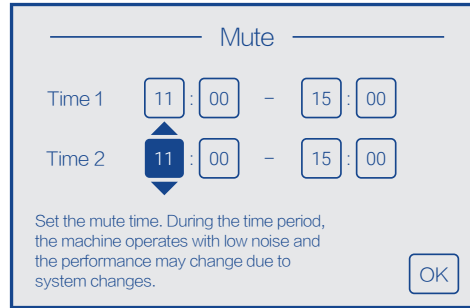 Mute
Time 1 11 : 00 – 15 : 00
Time 2 11 : 00 – 15 : 00
Set the mute time. During the time period,
the machine operates with low noise and
the performance may change due to
system changes.
OK